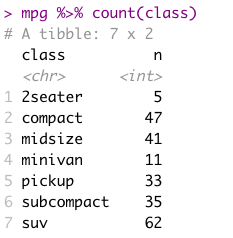 > mpg %>% count(class)
# A tibble: 7 x 2
class n
<chr> <int>
1 2seater 5
2 compact 47
3 midsize 41
4 minivan 11
5 pickup 33
6 subcompact 35
7 suv 62